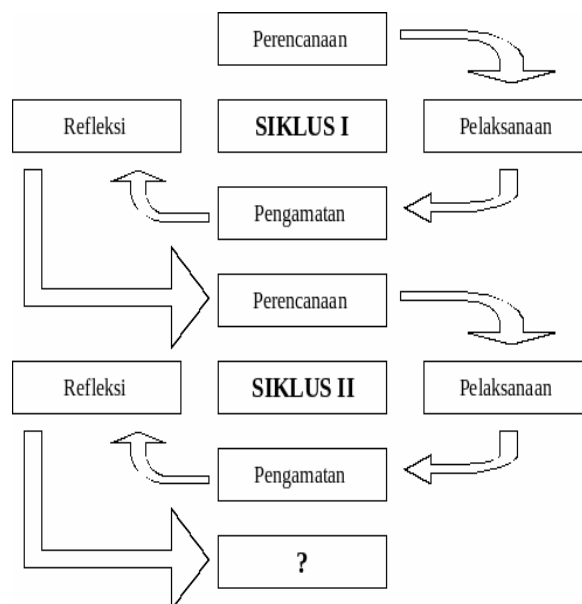 Perencanaan
Refleksi
SIKLUS I
Pelaksanaan
Pengamatan
Perencanaan
Refleksi
SIKLUS II
Pelaksanaan
Pengamatan
?